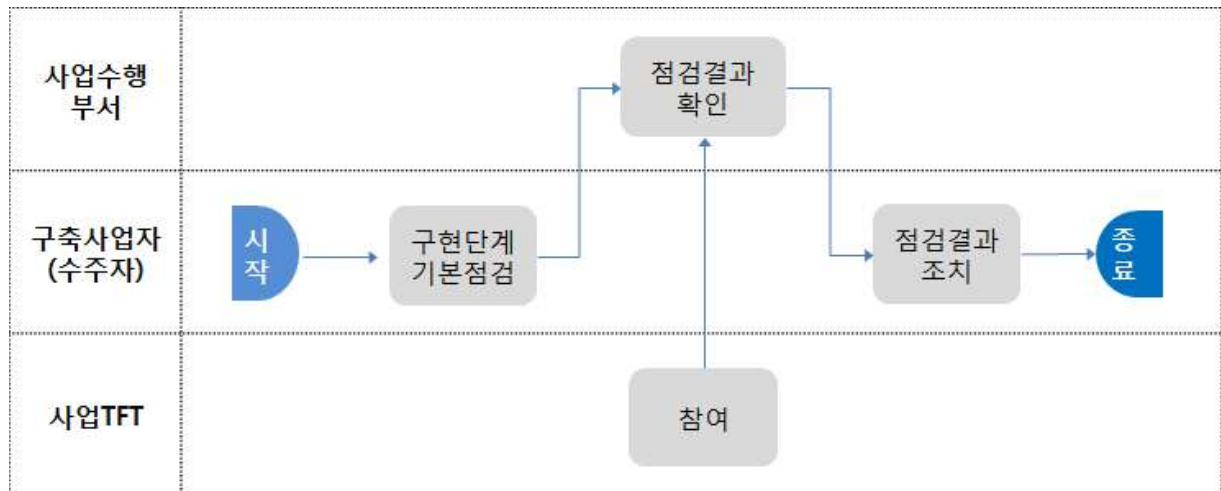 사업수행
부서
점검결과
확인
구축사업자
(수주자)
시
작
구현단계
기본점검
점검결과
조치
종
료
사업TFT
참여